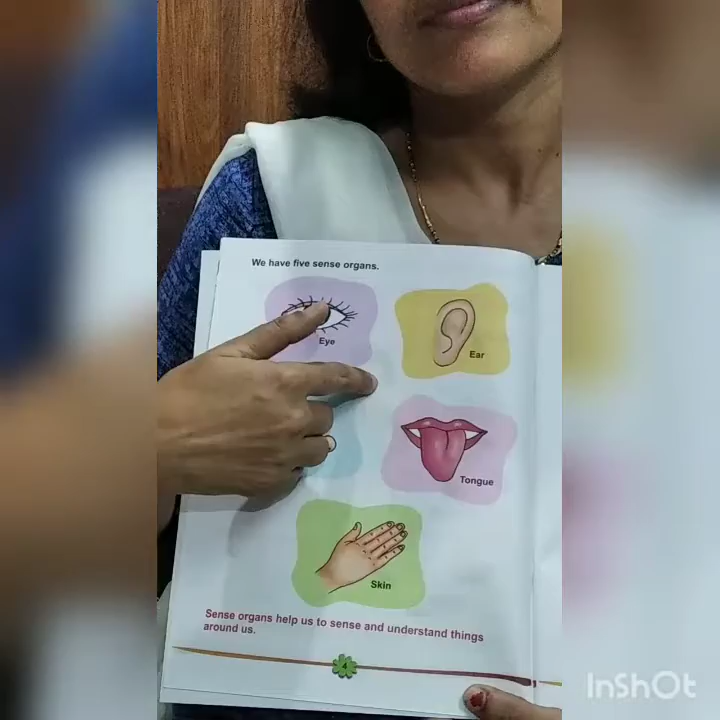 We have five sense organs.
Eye
Ear
Tongue
Skin
Sense organs help us to sense and understand things
around us.
4
InShOt